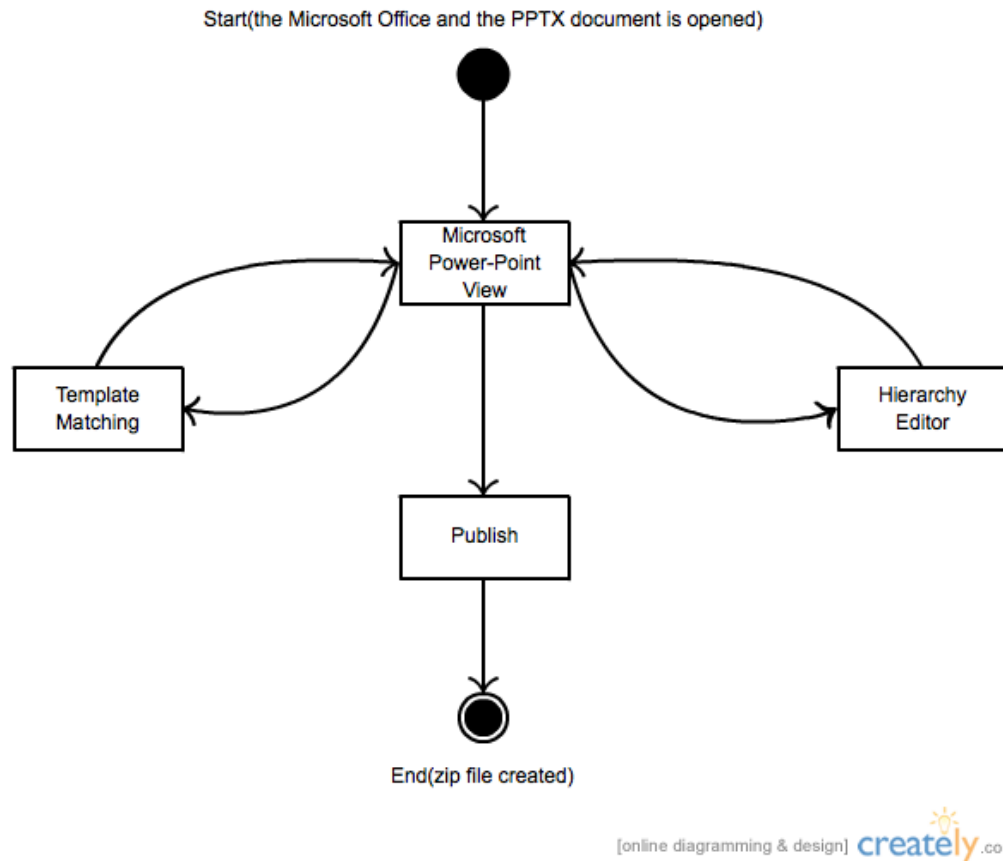 Start(the Microsoft Office and the PPTX document is opened)
Microsoft
Power-Point
View
Template
Matching
Hierarchy
Editor
Publish
End(zip file created)
[online diagramming & design] creately.co